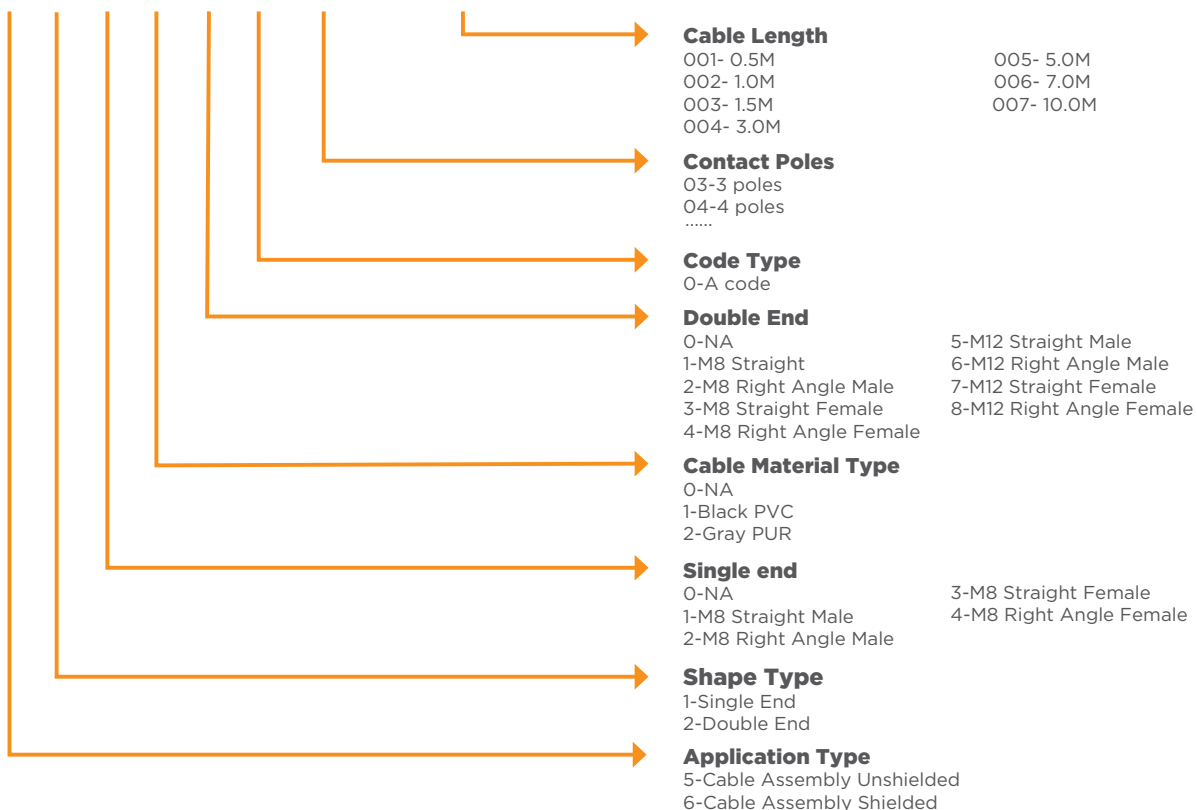 Cable Length
001- 0.5M
002- 1.0M
003- 1.5M
004- 3.0M
005- 5.0M
006- 7.0M
007- 10.0M
Contact Poles
03-3 poles
04-4 poles
......
Code Type
0-A code
Double End
0-NA
1-M8 Straight
2-M8 Right Angle Male
3-M8 Straight Female
4-M8 Right Angle Female
5-M12 Straight Male
6-M12 Right Angle Male
7-M12 Straight Female
8-M12 Right Angle Female
Cable Material Type
0-NA
1-Black PVC
2-Gray PUR
Single end
0-NA
1-M8 Straight Male
2-M8 Right Angle Male
3-M8 Straight Female
4-M8 Right Angle Female
Shape Type
1-Single End
2-Double End
Application Type
5-Cable Assembly Unshielded
6-Cable Assembly Shielded